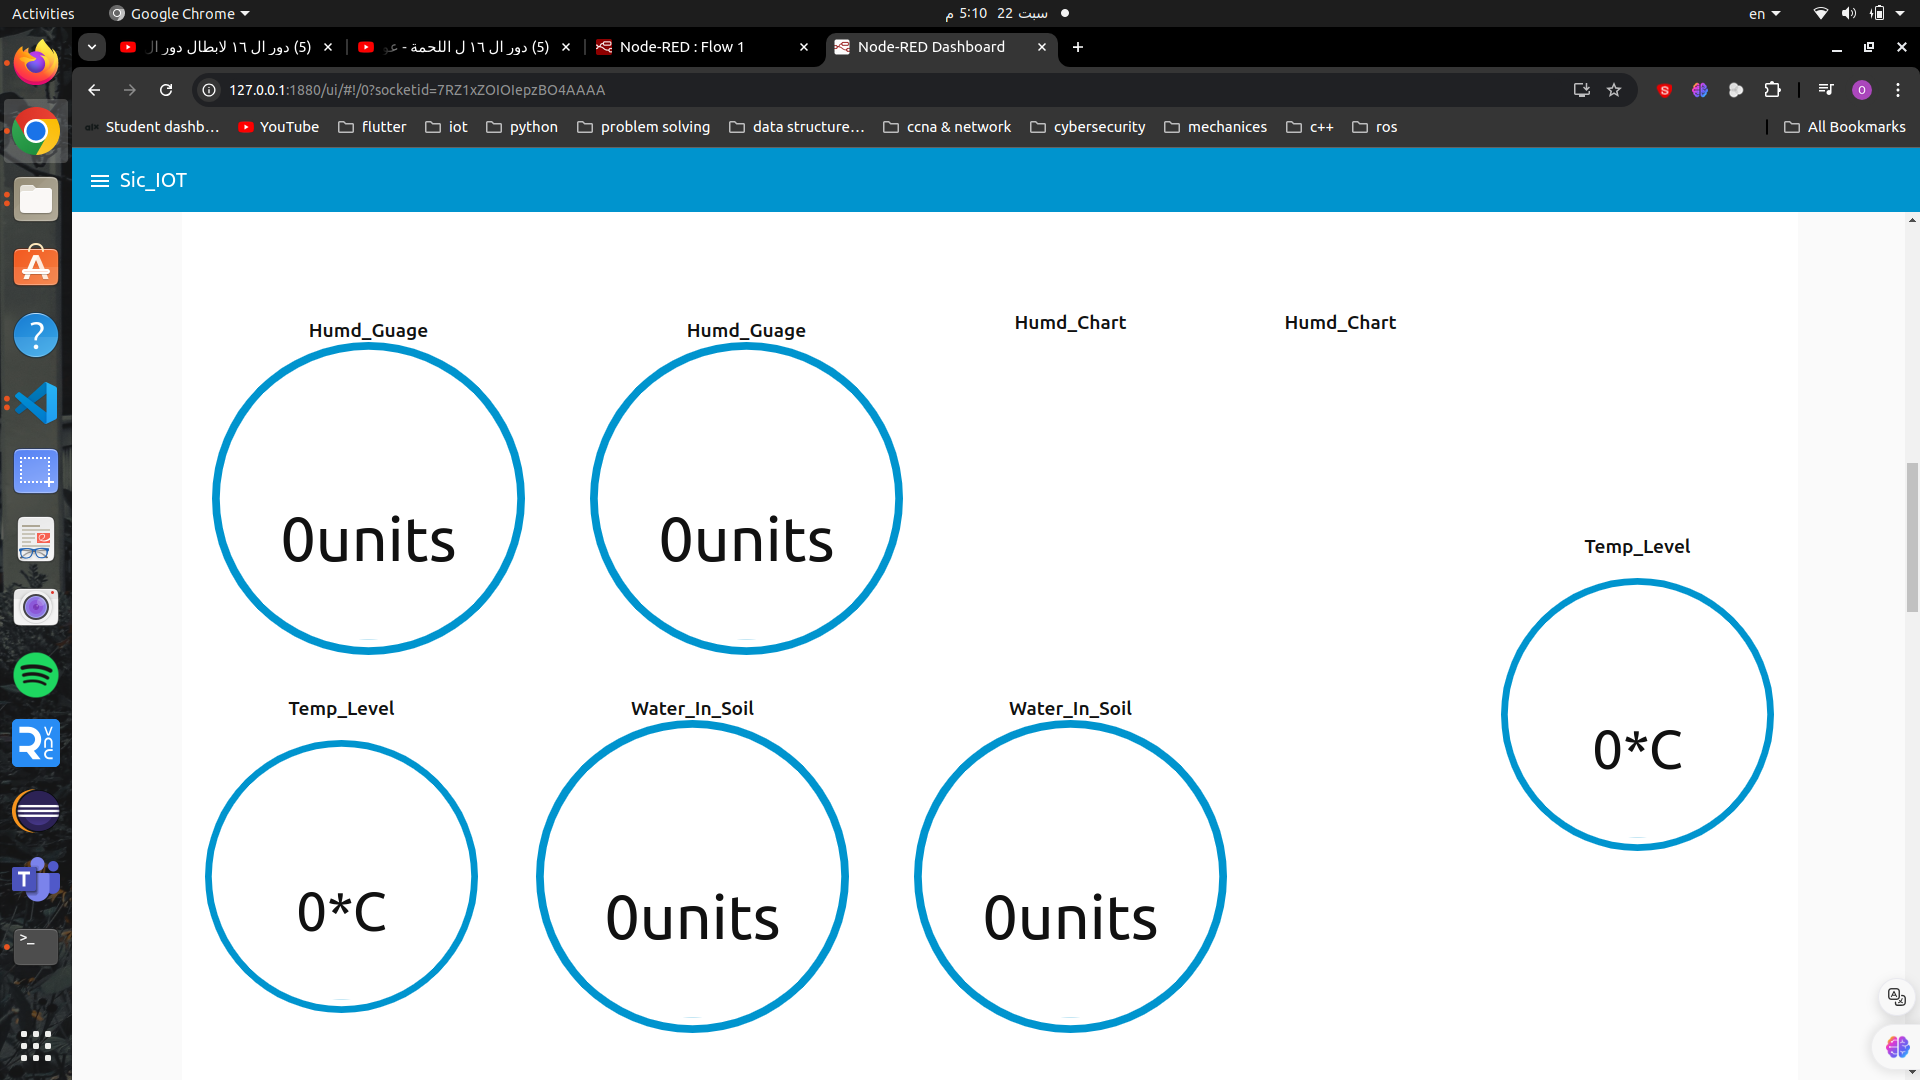 Activities
Google Chrome
سبت 22 5:10 م
en
(5) دور ال ١٦ لابطال دور ال
(5) دور ال ١٦ ل اللحمة - عو
Node-RED : Flow 1
Node-RED Dashboard
127.0.0.1:1880/ui/#!/0?socketid=7RZ1xZOIOIepzBO4AAAA
Student dashb…
YouTube
flutter
iot
python
problem solving
data structure…
ccna & network
cybersecurity
mechanices
c++
ros
All Bookmarks
Sic_IOT
Humd_Guage
Humd_Guage
Humd_Chart
Humd_Chart
0units
0units
Temp_Level
0*C
Temp_Level
Water_In_Soil
Water_In_Soil
0*C
0units
0units